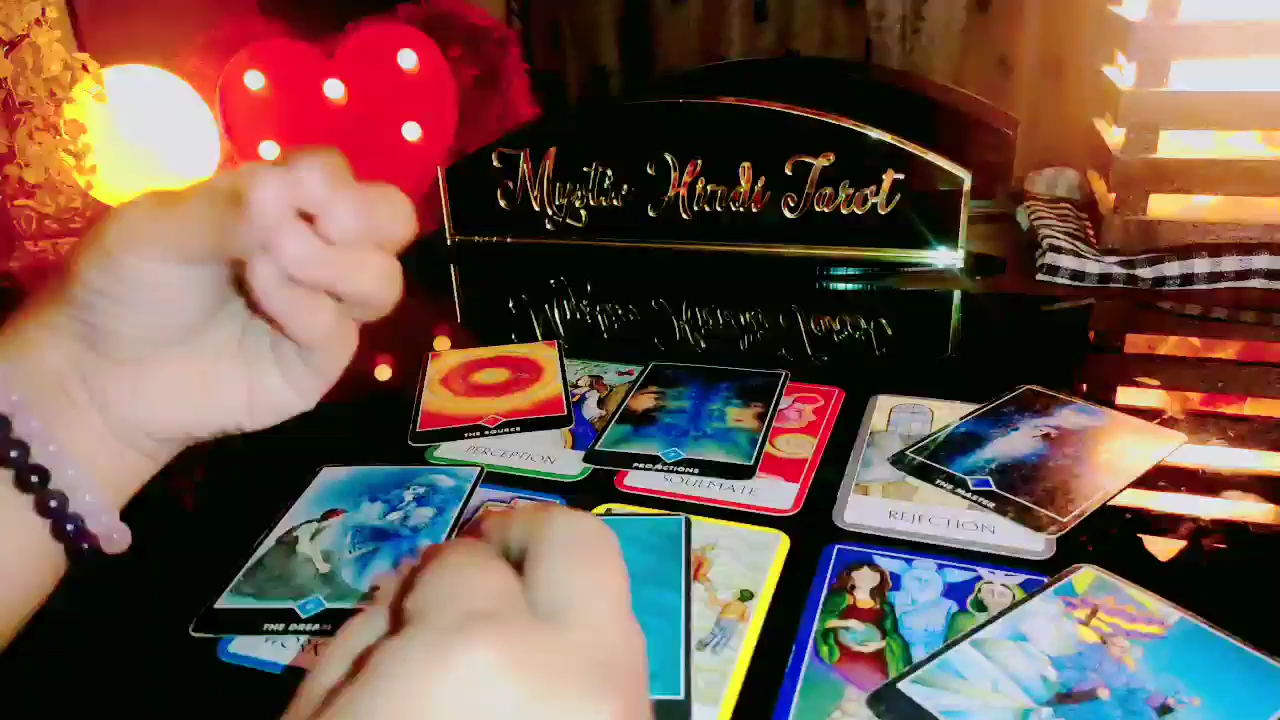 Mystic Hindi Tarot
THE SOURCE
PERCEPTION
PROJECTIONS
SOULMATE
THE MASTER
REJECTION
THE DREAM